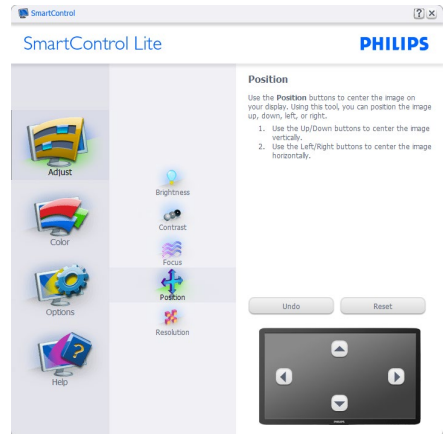 SmartControl
SmartControl Lite
PHILIPS
Adjust
Color
Options
Help
Brightness
Contrast
Focus
Position
Resolution
Position
Use the Position buttons to center the image on
your display. Using this tool, you can position the image
up, down, left, or right.
1. Use the Up/Down buttons to center the image
vertically.
2. Use the Left/Right buttons to center the image
horizontally.
Undo
Reset
PHILIPS